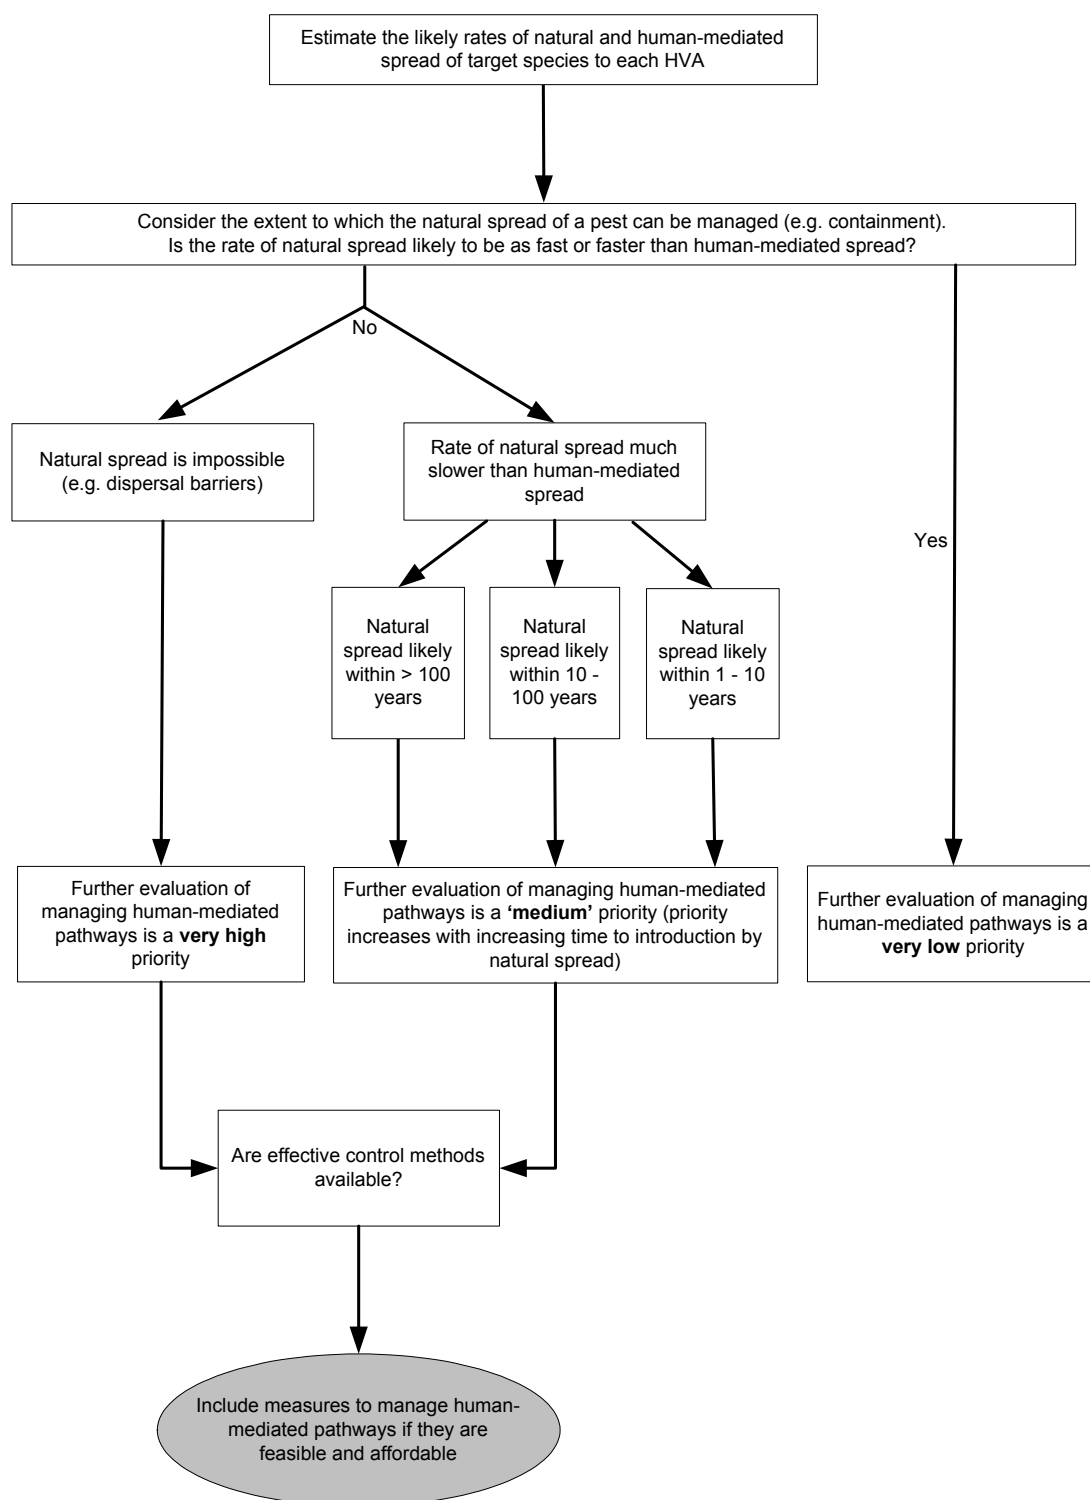 Estimate the likely rates of natural and human-mediated
spread of target species to each HVA
Consider the extent to which the natural spread of a pest can be managed (e.g. containment).
Is the rate of natural spread likely to be as fast or faster than human-mediated spread?
No
Natural spread is impossible
(e.g. dispersal barriers)
Rate of natural spread much
slower than human-mediated
spread
Yes
Natural
spread likely
within > 100
years
Natural
spread likely
within 10 -
100 years
Natural
spread likely
within 1 - 10
years
Further evaluation of
managing human-mediated
pathways is a very high
priority
Further evaluation of managing human-mediated
pathways is a ‘medium’ priority (priority
increases with increasing time to introduction by
natural spread)
Further evaluation of managing
human-mediated pathways is a
very low priority
Are effective control methods
available?
Include measures to manage human-
mediated pathways if they are
feasible and affordable